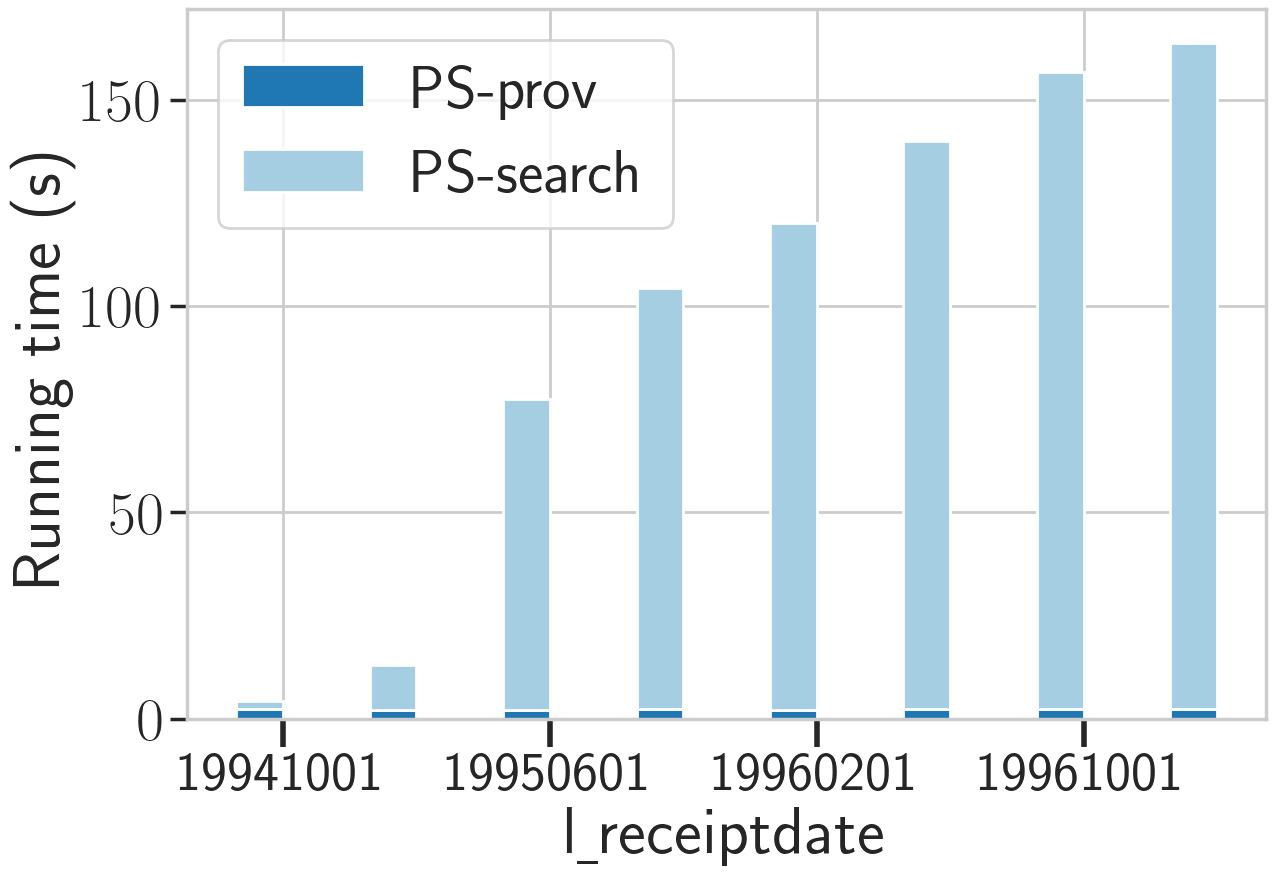 PS-prov
PS-search
150
100
50
0
Running time (s)
19941001 19950601 19960201 19961001
l_receiptdate